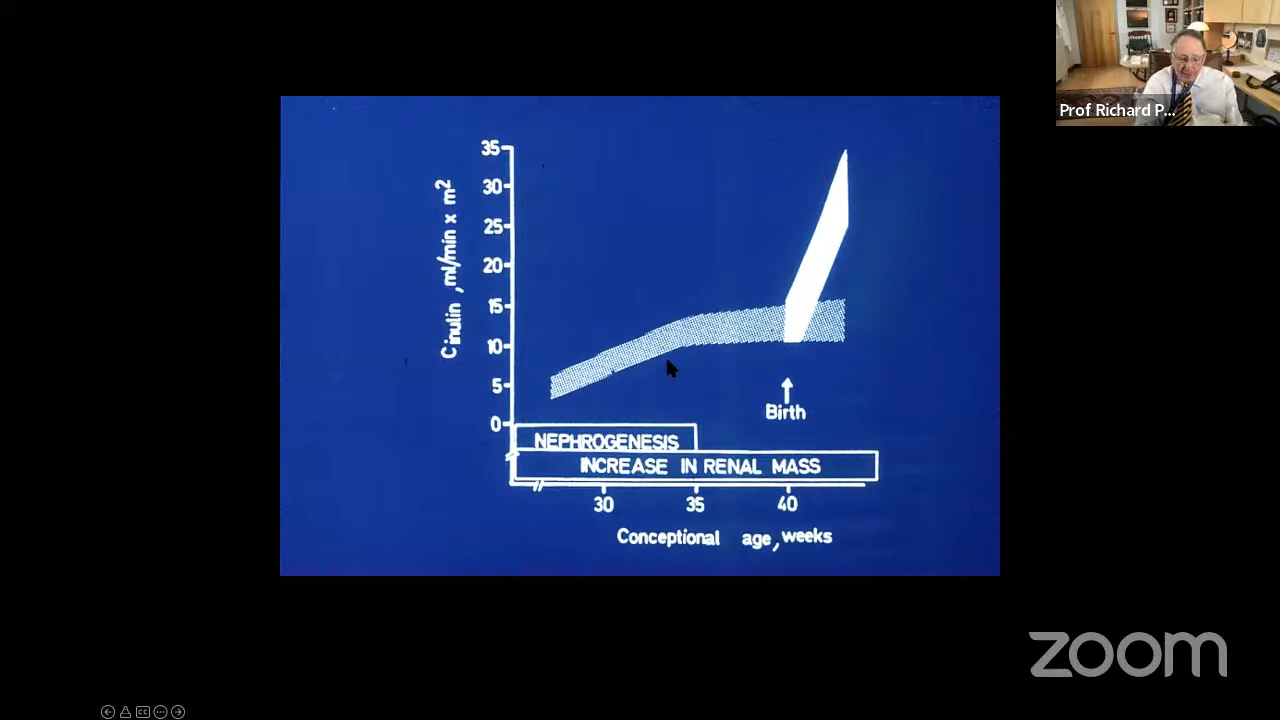 Prof Richard P...
35
30
25
20
15
10
5
0
Cinulin, ml/min x m²
Birth
NEPHROGENESIS
INCREASE IN RENAL MASS
30 35 40
Conceptional age, weeks
zoom
CC